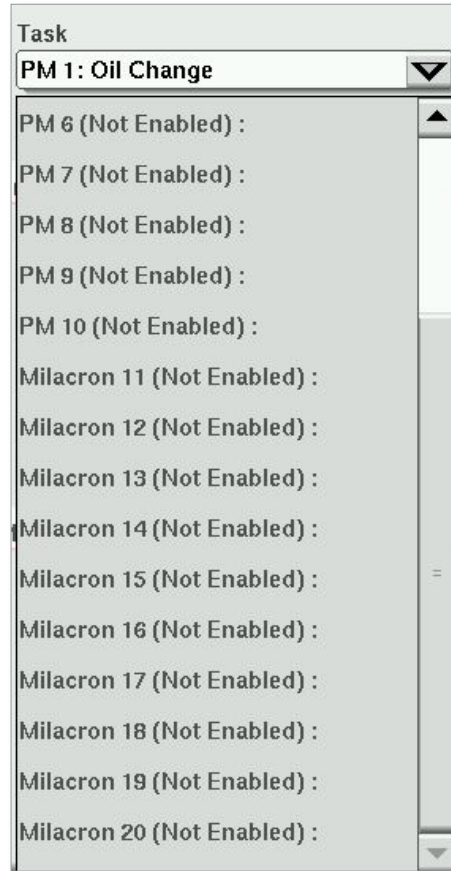 Task
PM 1: Oil Change
PM 6 (Not Enabled) :
PM 7 (Not Enabled) :
PM 8 (Not Enabled) :
PM 9 (Not Enabled) :
PM 10 (Not Enabled) :
Milacron 11 (Not Enabled) :
Milacron 12 (Not Enabled) :
Milacron 13 (Not Enabled) :
Milacron 14 (Not Enabled) :
Milacron 15 (Not Enabled) :
Milacron 16 (Not Enabled) :
Milacron 17 (Not Enabled) :
Milacron 18 (Not Enabled) :
Milacron 19 (Not Enabled) :
Milacron 20 (Not Enabled) :